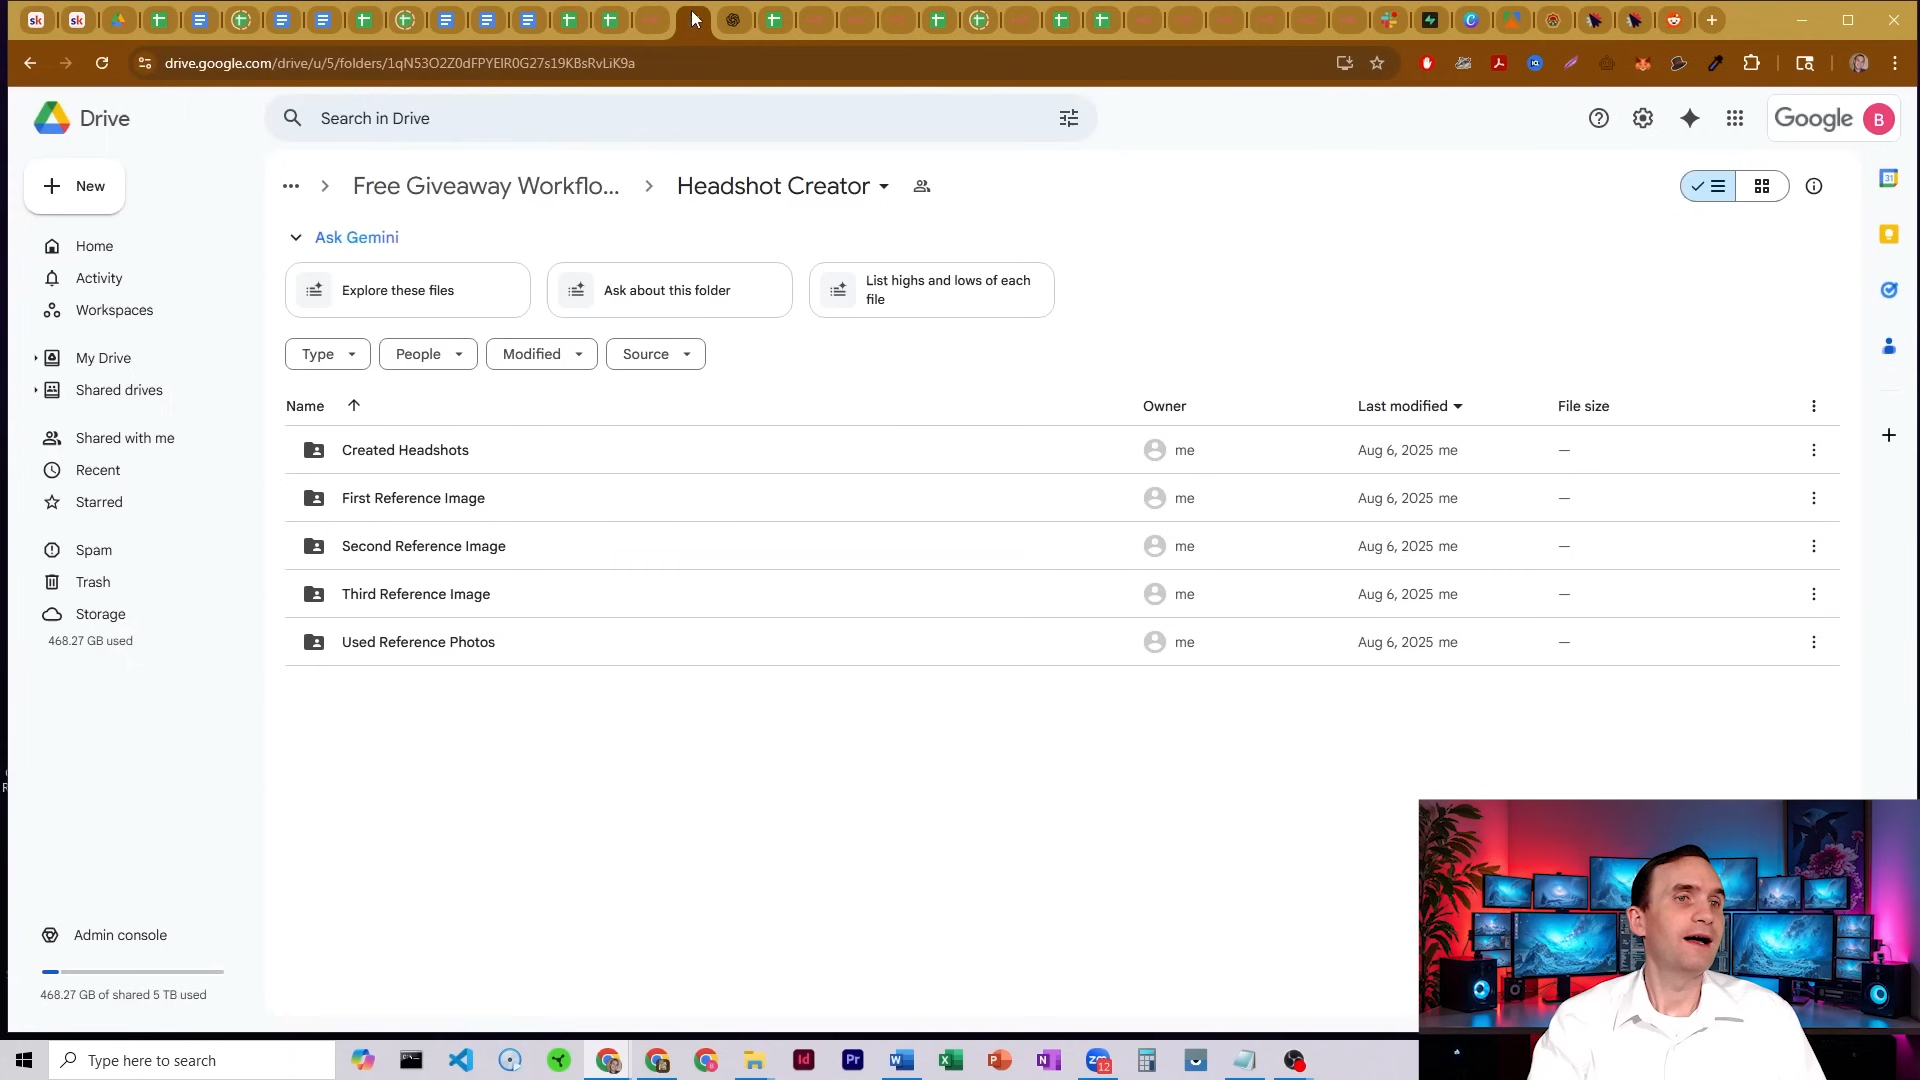 drive.google.com/drive/u/5/folders/1qN53O2Z0dFPYElR0G27s19KBsRvLiK9a
Drive
Search in Drive
Google B
New
Free Giveaway Workflo...
Headshot Creator
Ask Gemini
Explore these files
Ask about this folder
List highs and lows of each
file
Type
People
Modified
Source
Name
Owner
Last modified
File size
Created Headshots
me
Aug 6, 2025 me
—
First Reference Image
me
Aug 6, 2025 me
—
Second Reference Image
me
Aug 6, 2025 me
—
Third Reference Image
me
Aug 6, 2025 me
—
Used Reference Photos
me
Aug 6, 2025 me
—
Home
Activity
Workspaces
My Drive
Shared drives
Shared with me
Recent
Starred
Spam
Trash
Storage
468.27 GB used
Admin console
468.27 GB of shared 5 TB used
Type here to search